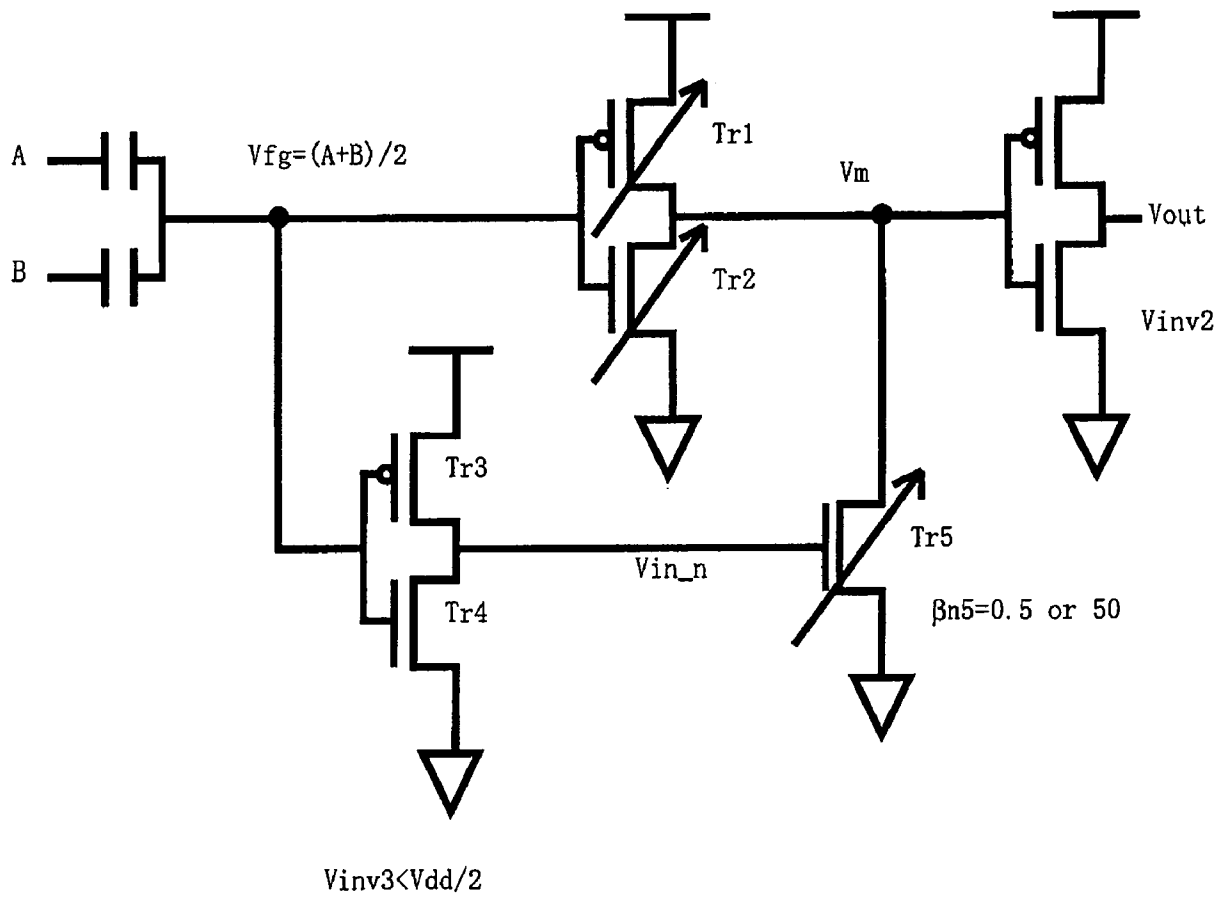 A
Vfg=(A+B)/2
Tr1
Vm
Vout
B
Tr2
Vinv2
Tr3
Tr5
Vin_n
Tr4
βn5=0.5 or 50
Vinv3<Vdd/2